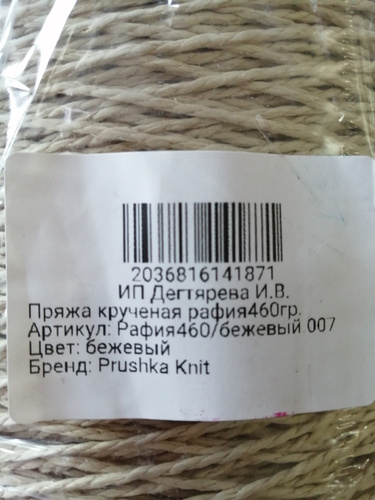 2036816141871
ИП Дегтярева И.В.
Пряжа крученая рафия460гр.
Артикул: Рафия460/бежевый 007
Цвет: бежевый
Бренд: Prushka Knit